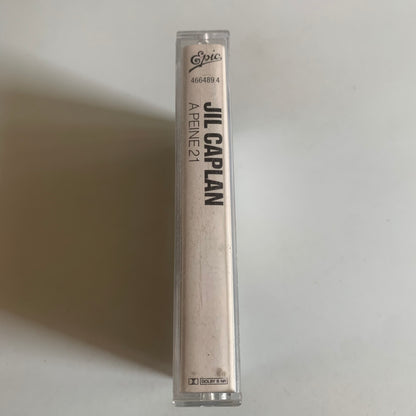 Epic
466489 4
JIL CAPLAN
A PEINE 21
DOLBY B NR